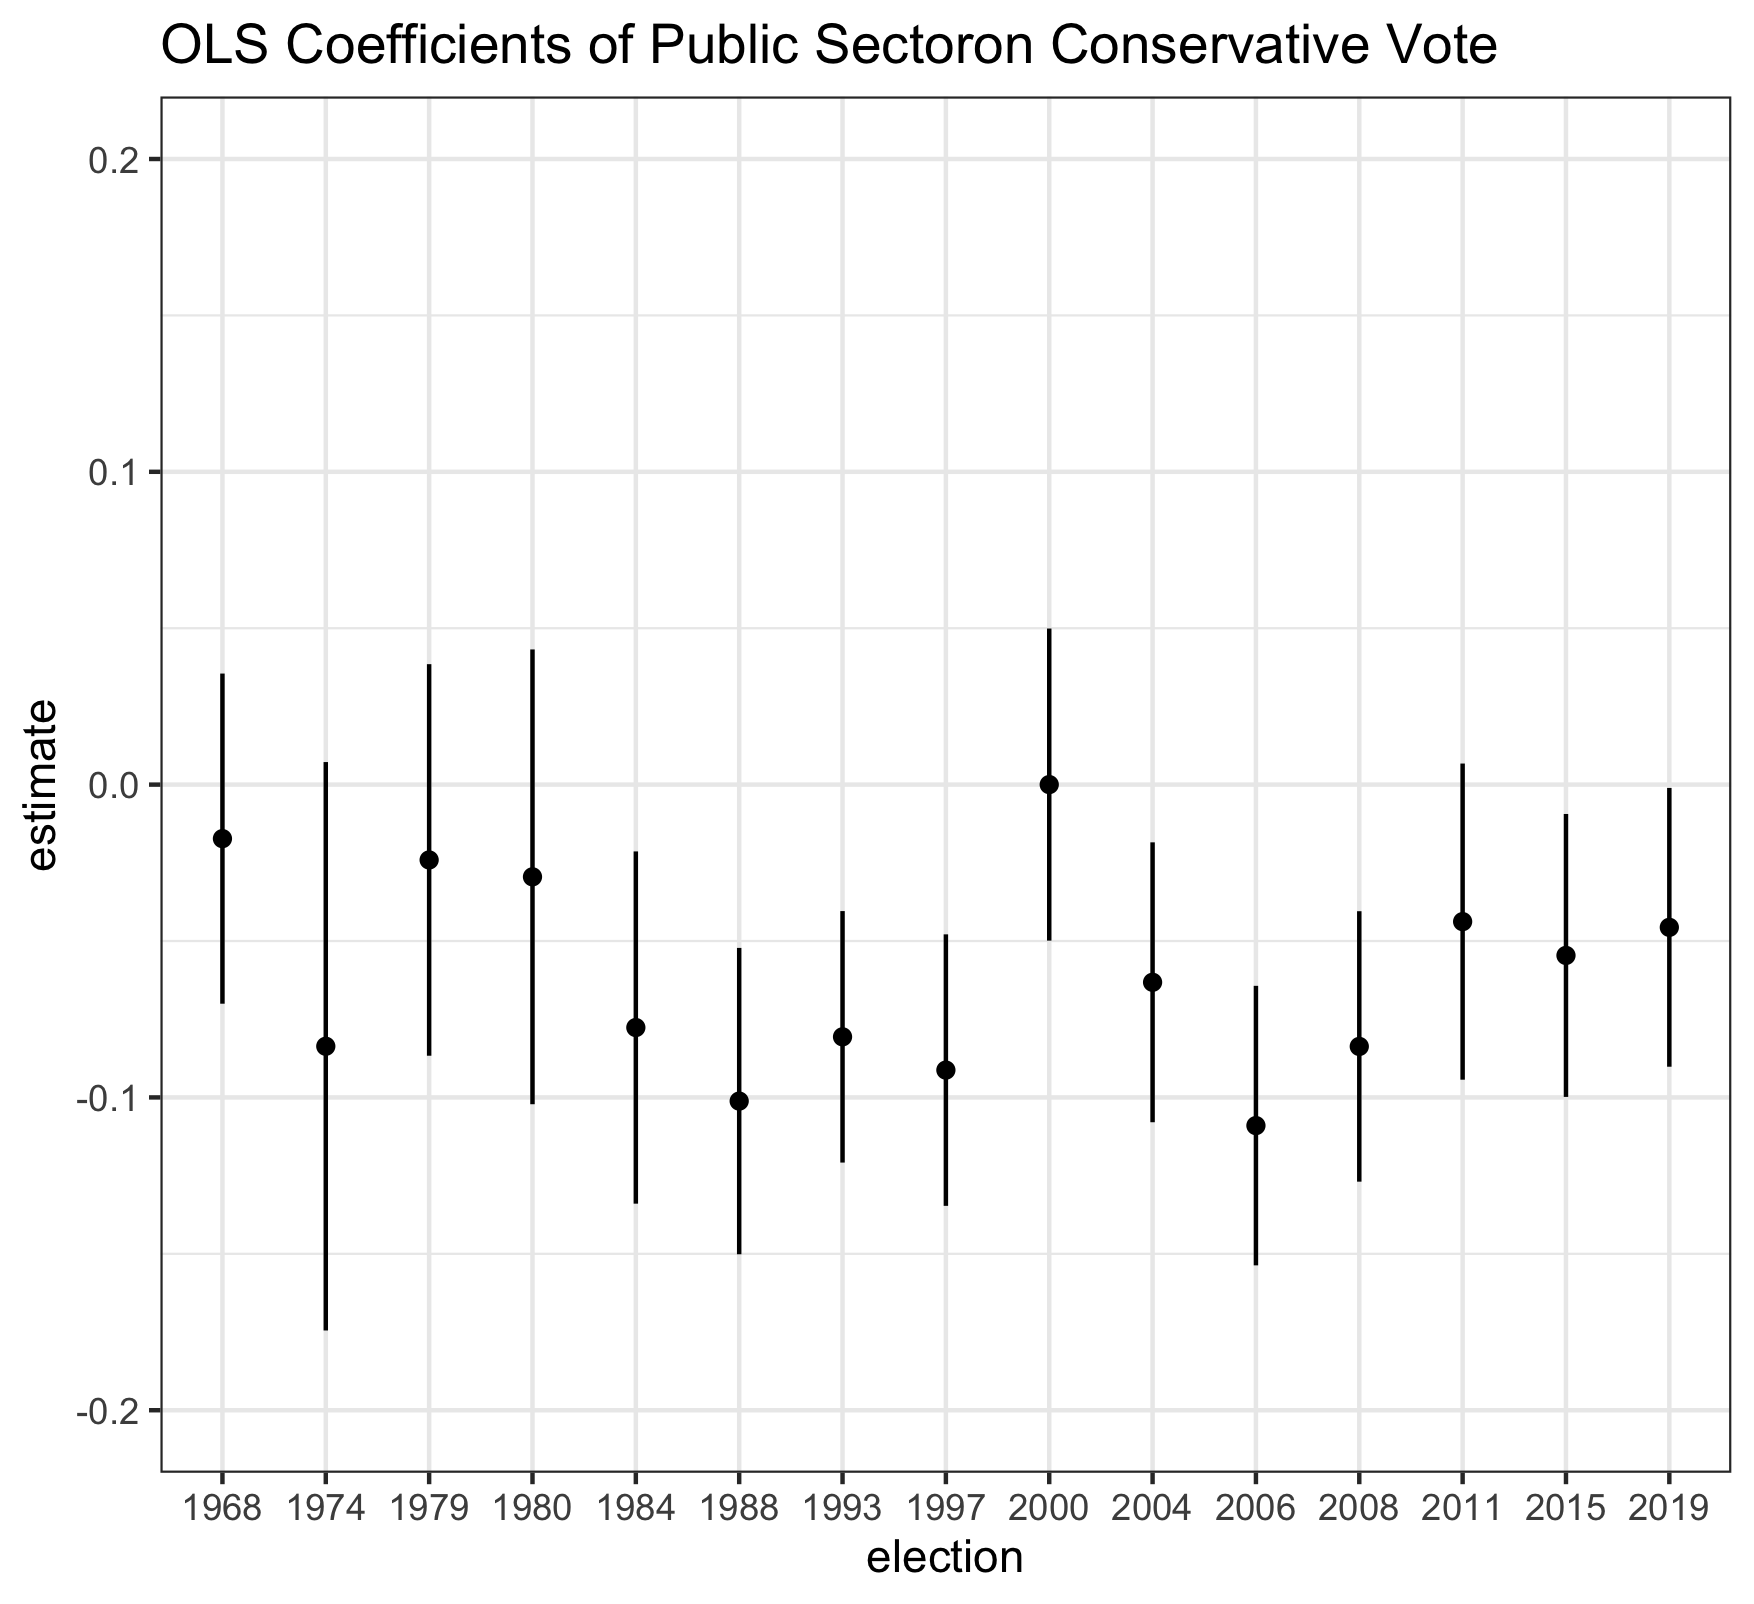 OLS Coefficients of Public Sectoron Conservative Vote
0.2
0.1
0.0
-0.1
-0.2
estimate
1968 1974 1979 1980 1984 1988 1993 1997 2000 2004 2006 2008 2011 2015 2019
election